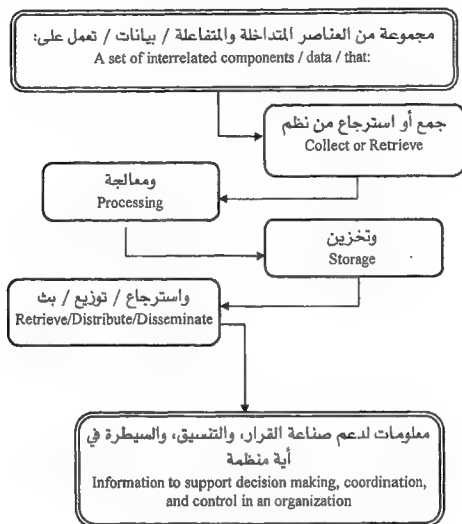 مجموعة من العناصر المتداخلة والمتفاعلة / بيانات / تعمل على:
A set of interrelated components / data / that:
جمع أو استرجاع من نظم
Collect or Retrieve
ومعالجة
Processing
وتخزين
Storage
واسترجاع / توزيع / بث
Retrieve/Distribute/Disseminate
معلومات لدعم صناعة القرار، والتنسيق، والسيطرة في
أية منظمة
Information to support decision making, coordination,
and control in an organization